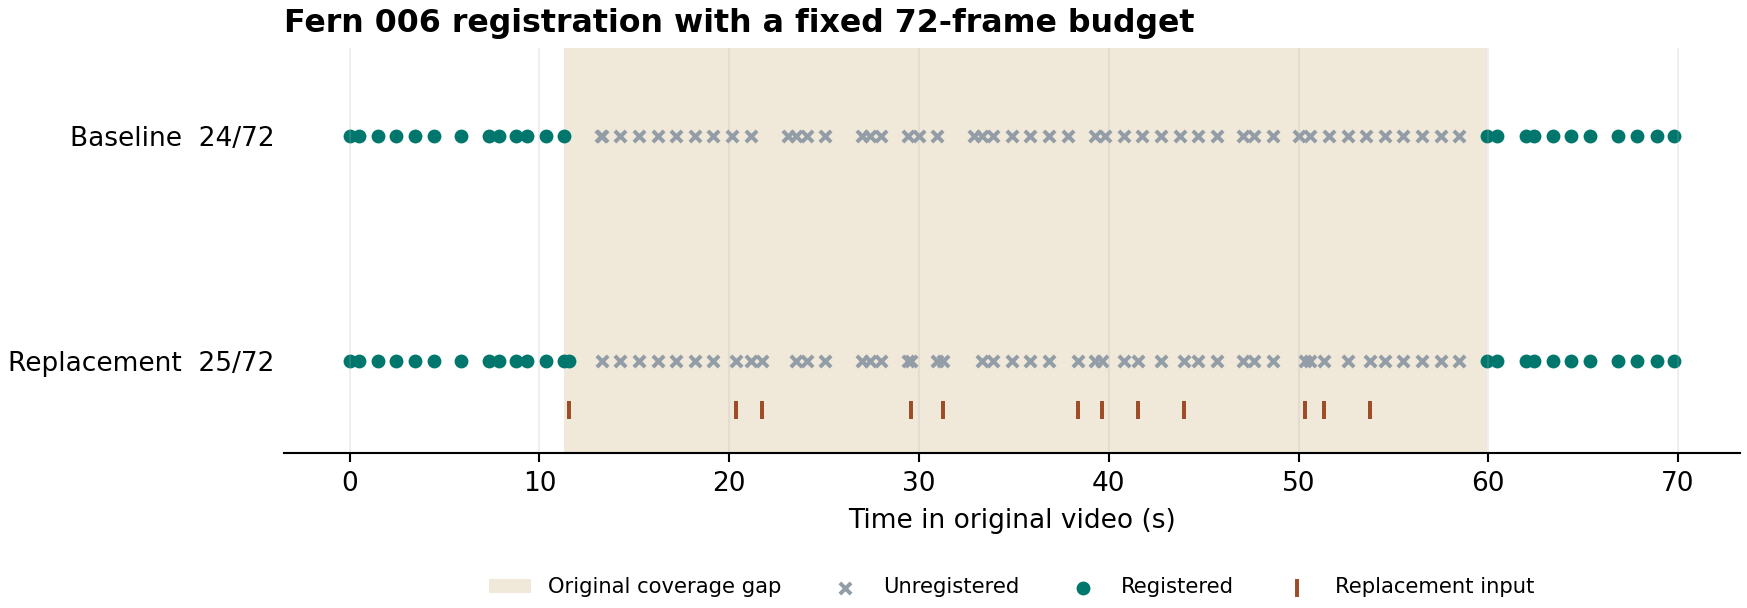 Fern 006 registration with a fixed 72-frame budget
Baseline  24/72
Replacement  25/72
0 10 20 30 40 50 60 70
Time in original video (s)
Original coverage gap Unregistered Registered Replacement input